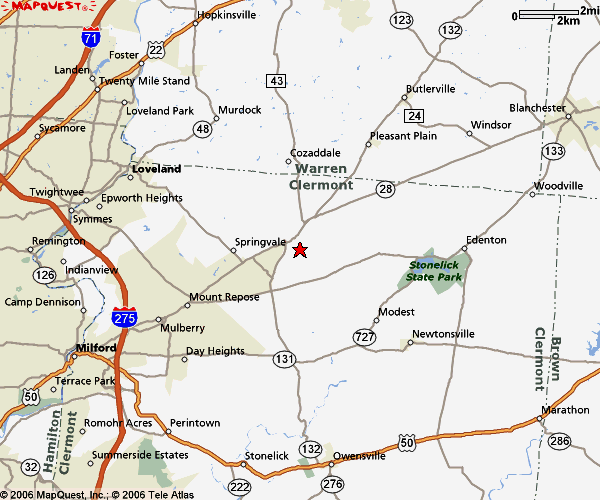 MAPQUEST
0
2mi
2km
Hopkinsville
123
132
71
22
Foster
Landen
43
Twenty Mile Stand
Butlerville
Loveland Park
Murdock
24
Blanchester
Sycamore
48
Windsor
Pleasant Plain
Cozaddale
133
Loveland
Warren
Clermont
28
Woodville
Twightwee
Epworth Heights
Symmes
Remington
Springvale
Edenton
126
Indianview
Stonelick
State Park
Camp Dennison
Mount Repose
275
Mulberry
Modest
727
Newtonsville
Milford
Day Heights
131
Brown
Clermont
Terrace Park
50
Hamilton
Clermont
Romohr Acres
Perintown
Marathon
50
132
286
32
Summerside Estates
Stonelick
Owensville
222
276
© 2006 MapQuest, Inc.; © 2006 Tele Atlas